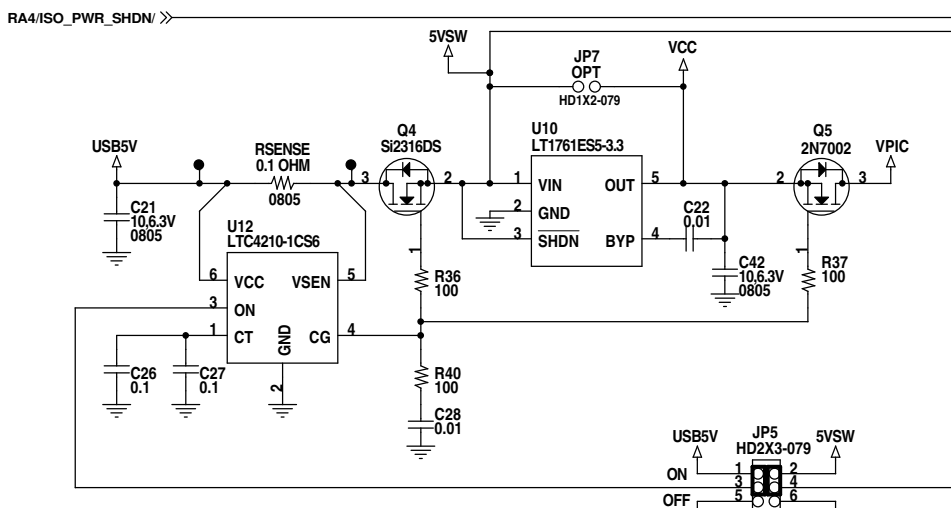 RA4/ISO_PWR_SHDN/
5VSW
JP7
OPT
HD1X2-079
VCC
USB5V
RSENSE
0.1 OHM
0805
Q4
Si2316DS
3
2
1
U10
LT1761ES5-3.3
1
VIN
OUT
5
2
GND
3
SHDN
BYP
4
Q5
2N7002
2
3
1
VPIC
C21
10,6.3V
0805
C22
0.01
C42
10,6.3V
0805
R37
100
R36
100
U12
LTC4210-1CS6
6
VCC
VSEN
5
3
ON
1
CT
GND
CG
4
2
C26
0.1
C27
0.1
R40
100
C28
0.01
USB5V
JP5
HD2X3-079
5VSW
ON
1
2
3
4
OFF
5
6